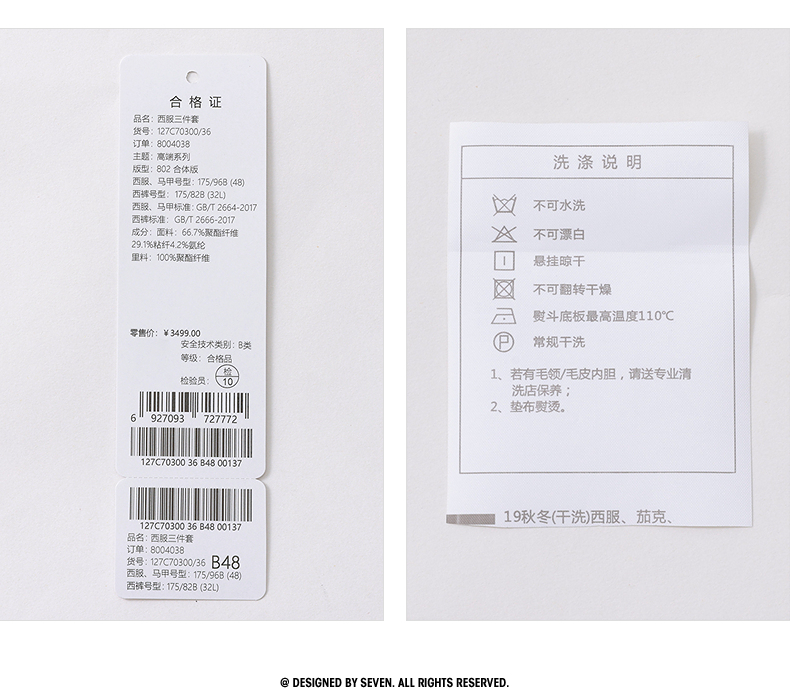 合格证
品名：西服三件套
货号：127C70300/36
订单：8004038
主题：高端系列
版型：802 合体版
西服、马甲号型：175/96B (48)
西裤号型：175/82B (32L)
西服、马甲标准：GB/T 2664-2017
西裤标准：GB/T 2666-2017
成分：面料：66.7%聚酯纤维
29.1%粘纤4.2%氨纶
里料：100%聚酯纤维
零售价：￥3499.00
安全技术类别：B类
等级：合格品
检验员：检10
6 927093 727772
127C70300 36 B48 00137
127C70300 36 B48 00137
品名：西服三件套
订单：8004038
货号：127C70300/36 B48
西服、马甲号型：175/96B (48)
西裤号型：175/82B (32L)
洗涤说明
不可水洗
不可漂白
悬挂晾干
不可翻转干燥
熨斗底板最高温度110℃
P 常规干洗
1、若有毛领/毛皮内胆，请送专业清
洗店保养；
2、垫布熨烫。
19秋冬(干洗)西服、茄克、
@ DESIGNED BY SEVEN. ALL RIGHTS RESERVED.